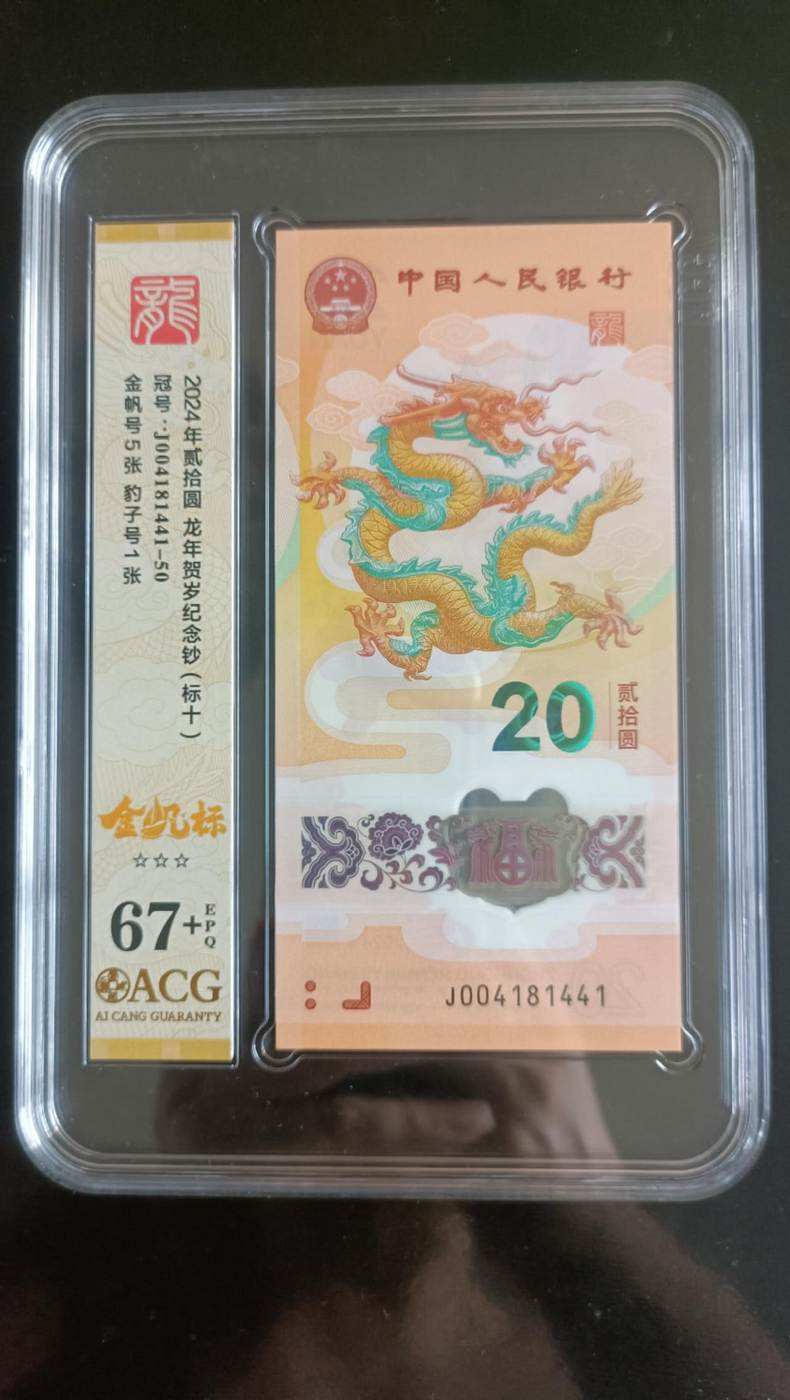 龍
2024年贰拾圆 龙年贺岁纪念钞(标十)
冠号:J004181441-50
金帆号5张 豹子号1张
金帆标
☆☆☆
67+ EPQ
ACG
AI CANG GUARANTY
中国人民银行
龍
20 贰拾圆
福
J004181441